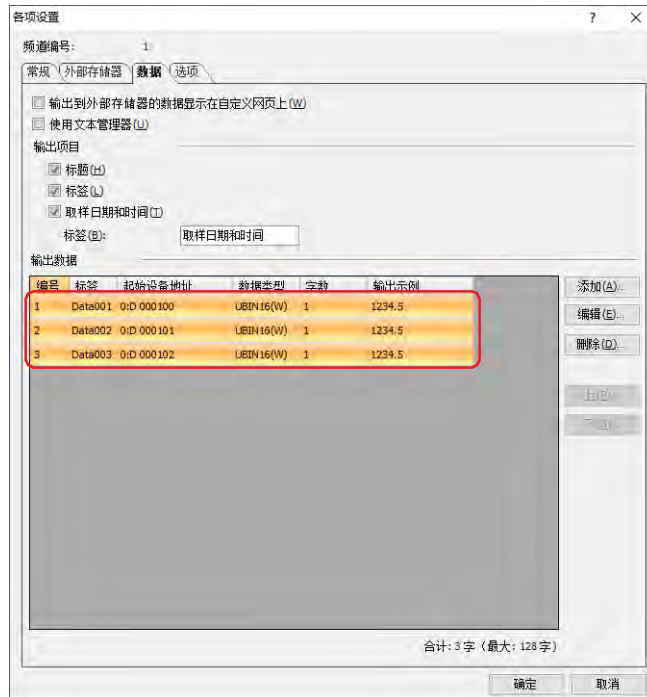 各项设置 ? ×
频道编号: 1
常规 外部存储器 数据 选项
输出到外部存储器的数据显示在自定义网页上(W)
使用文本管理器(U)
输出项目
标题(H)
标签(L)
取样日期和时间(T)
标签(B): 取样日期和时间
输出数据
编号 标签 起始设备地址 数据类型 字数 输出示例
1 Data001 0:D 000100 UBIN16(W) 1 1234.5
2 Data002 0:D 000101 UBIN16(W) 1 1234.5
3 Data003 0:D 000102 UBIN16(W) 1 1234.5
添加(A)...
编辑(E)...
删除(D)...
合计: 3 字 (最大: 128 字)
确定 取消